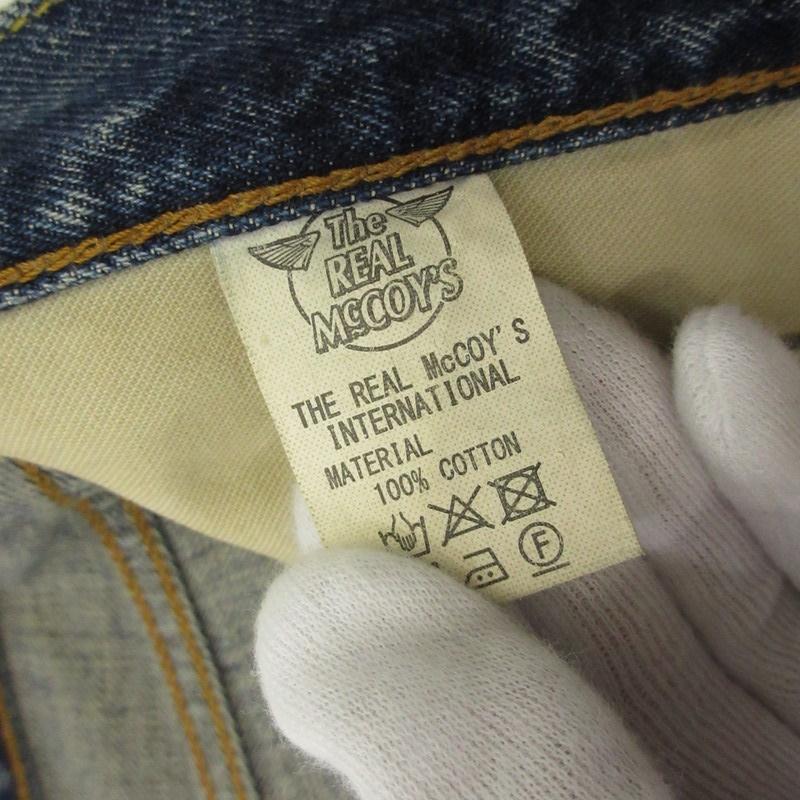 The
REAL
McCOY'S
THE REAL McCOY'S
INTERNATIONAL
MATERIAL
100% COTTON
F